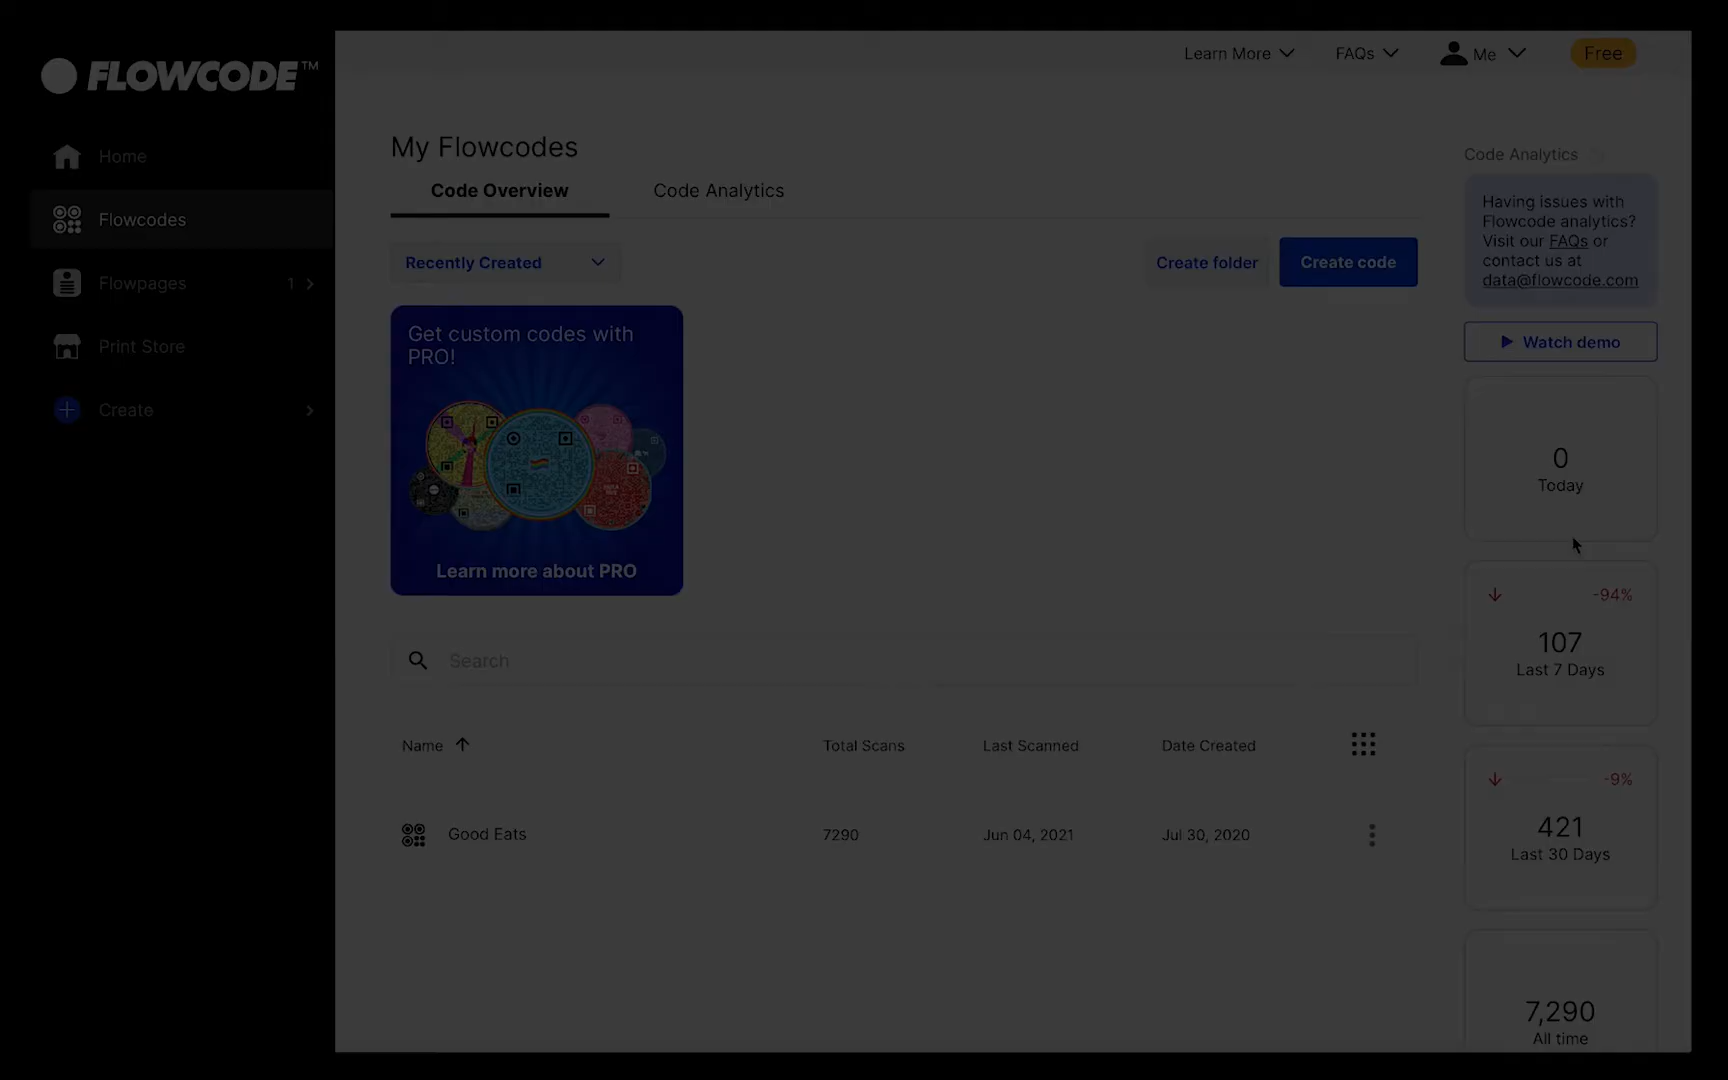 FLOWCODE™
Home
Flowcodes
Flowpages 1
Print Store
Create
Learn More
FAQs
Me
Free
My Flowcodes
Code Overview
Code Analytics
Recently Created
Create folder
Create code
Get custom codes with
PRO!
Learn more about PRO
Search
Name
Total Scans
Last Scanned
Date Created
Good Eats
7290
Jun 04, 2021
Jul 30, 2020
Code Analytics
Having issues with
Flowcode analytics?
Visit our FAQs or
contact us at
data@flowcode.com
Watch demo
0
Today
-94%
107
Last 7 Days
-9%
421
Last 30 Days
7,290
All time